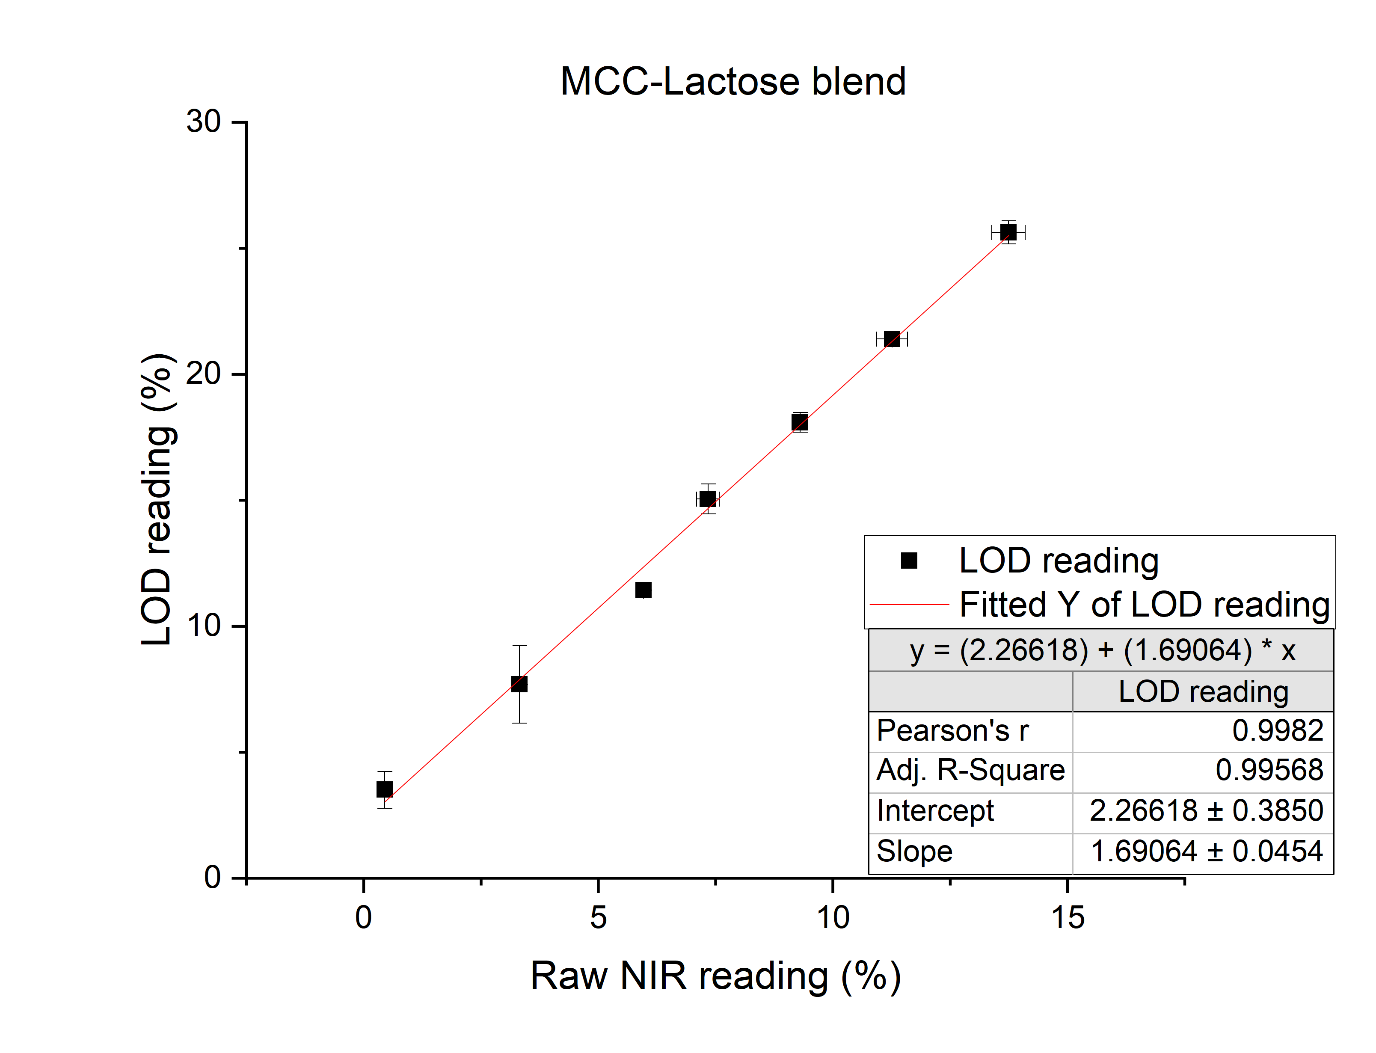 MCC-Lactose blend
30
20
10
0
LOD reading (%)
0 5 10 15
Raw NIR reading (%)
LOD reading
Fitted Y of LOD reading
y = (2.26618) + (1.69064) * x
LOD reading
Pearson's r 0.9982
Adj. R-Square 0.99568
Intercept 2.26618 ± 0.3850
Slope 1.69064 ± 0.0454